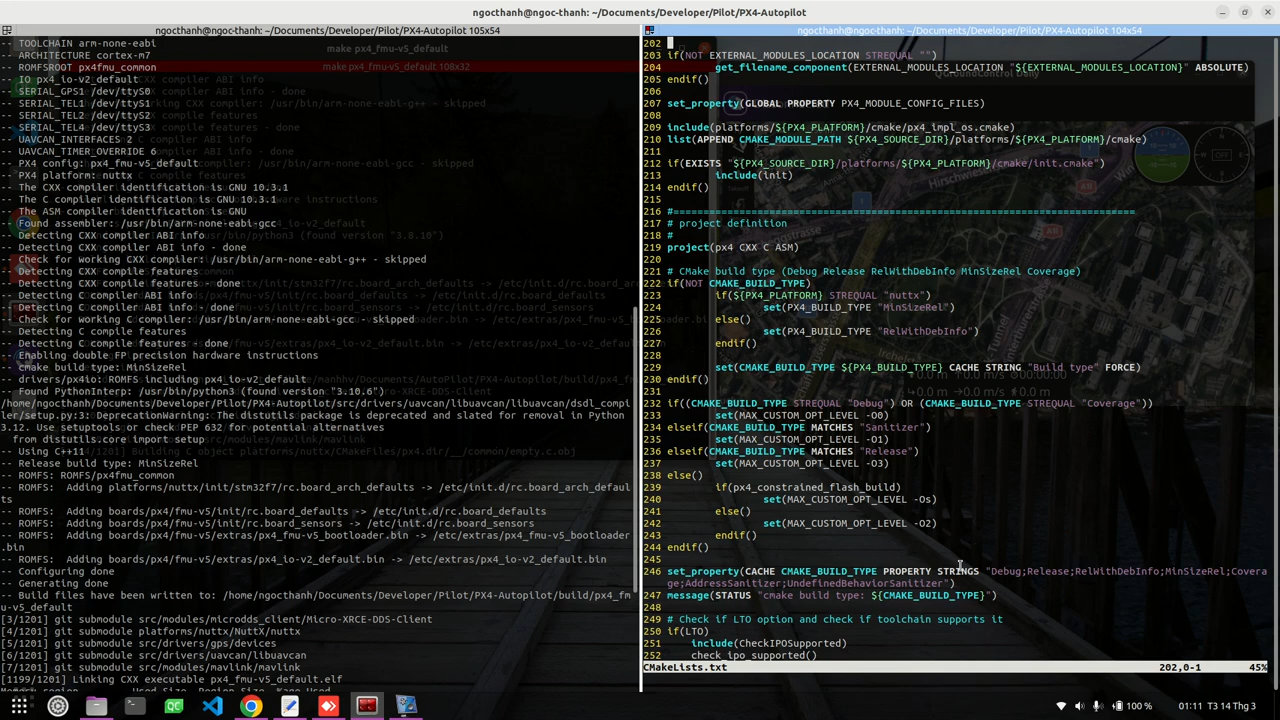 ngocthanh@ngoc-thanh: ~/Documents/Developer/Pilot/PX4-Autopilot
ngocthanh@ngoc-thanh: ~/Documents/Developer/Pilot/PX4-Autopilot 105x54
-- TOOLCHAIN arm-none-eabi
-- ARCHITECTURE cortex-m7
-- ROMFSROOT px4fmu_common
-- IO px4_io-v2_default
-- SERIAL_GPS1 /dev/ttyS0
-- SERIAL_TEL1 /dev/ttyS1
-- SERIAL_TEL2 /dev/ttyS2
-- SERIAL_TEL4 /dev/ttyS3
-- UAVCAN_INTERFACES 2
-- UAVCAN_TIMER_OVERRIDE 6
-- PX4 config: px4_fmu-v5_default
-- PX4 platform: nuttx
-- The CXX compiler identification is GNU 10.3.1
-- The C compiler identification is GNU 10.3.1
-- The ASM compiler identification is GNU
-- Found assembler: /usr/bin/arm-none-eabi-gcc
-- Detecting CXX compiler ABI info
-- Detecting CXX compiler ABI info - done
-- Check for working CXX compiler: /usr/bin/arm-none-eabi-g++ - skipped
-- Detecting CXX compile features
-- Detecting CXX compile features - done
-- Detecting C compiler ABI info
-- Detecting C compiler ABI info - done
-- Check for working C compiler: /usr/bin/arm-none-eabi-gcc - skipped
-- Detecting C compile features
-- Detecting C compile features - done
-- Enabling double FP precision hardware instructions
-- cmake build type: MinSizeRel
-- drivers/px4io: ROMFS including px4_io-v2_default
-- Found PythonInterp: /usr/bin/python3 (found version "3.10.6")
/home/ngocthanh/Documents/Developer/Pilot/PX4-Autopilot/src/drivers/uavcan/libuavcan/libuavcan/dsdl_compi
ler/setup.py:3: DeprecationWarning: The distutils package is deprecated and slated for removal in Python
3.12. Use setuptools or check PEP 632 for potential alternatives
  from distutils.core import setup
-- Using C++11
-- Release build type: MinSizeRel
-- ROMFS: ROMFS/px4fmu_common
-- ROMFS:  Adding platforms/nuttx/init/stm32f7/rc.board_arch_defaults -> /etc/init.d/rc.board_arch_defaul
ts
-- ROMFS:  Adding boards/px4/fmu-v5/init/rc.board_defaults -> /etc/init.d/rc.board_defaults
-- ROMFS:  Adding boards/px4/fmu-v5/init/rc.board_sensors -> /etc/init.d/rc.board_sensors
-- ROMFS:  Adding boards/px4/fmu-v5/extras/px4_fmu-v5_bootloader.bin -> /etc/extras/px4_fmu-v5_bootloader
.bin
-- ROMFS:  Adding boards/px4/fmu-v5/extras/px4_io-v2_default.bin -> /etc/extras/px4_io-v2_default.bin
-- Configuring done
-- Generating done
-- Build files have been written to: /home/ngocthanh/Documents/Developer/Pilot/PX4-Autopilot/build/px4_fm
u-v5_default
[3/1201] git submodule src/modules/microdds_client/Micro-XRCE-DDS-Client
[4/1201] git submodule platforms/nuttx/NuttX/nuttx
[5/1201] git submodule src/drivers/gps/devices
[6/1201] git submodule src/drivers/uavcan/libuavcan
[7/1201] git submodule src/modules/mavlink/mavlink
[1199/1201] Linking CXX executable px4_fmu-v5_default.elf
ngocthanh@ngoc-thanh: ~/Documents/Developer/Pilot/PX4-Autopilot 104x54
202
203 if(NOT EXTERNAL_MODULES_LOCATION STREQUAL "")
204         get_filename_component(EXTERNAL_MODULES_LOCATION "${EXTERNAL_MODULES_LOCATION}" ABSOLUTE)
205 endif()
206
207 set_property(GLOBAL PROPERTY PX4_MODULE_CONFIG_FILES)
208
209 include(platforms/${PX4_PLATFORM}/cmake/px4_impl_os.cmake)
210 list(APPEND CMAKE_MODULE_PATH ${PX4_SOURCE_DIR}/platforms/${PX4_PLATFORM}/cmake)
211
212 if(EXISTS "${PX4_SOURCE_DIR}/platforms/${PX4_PLATFORM}/cmake/init.cmake")
213         include(init)
214 endif()
215
216 #=============================================================================
217 # project definition
218 #
219 project(px4 CXX C ASM)
220
221 # CMake build type (Debug Release RelWithDebInfo MinSizeRel Coverage)
222 if(NOT CMAKE_BUILD_TYPE)
223         if(${PX4_PLATFORM} STREQUAL "nuttx")
224                 set(PX4_BUILD_TYPE "MinSizeRel")
225         else()
226                 set(PX4_BUILD_TYPE "RelWithDebInfo")
227         endif()
228
229         set(CMAKE_BUILD_TYPE ${PX4_BUILD_TYPE} CACHE STRING "Build type" FORCE)
230 endif()
231
232 if((CMAKE_BUILD_TYPE STREQUAL "Debug") OR (CMAKE_BUILD_TYPE STREQUAL "Coverage"))
233         set(MAX_CUSTOM_OPT_LEVEL -O0)
234 elseif(CMAKE_BUILD_TYPE MATCHES "Sanitizer")
235         set(MAX_CUSTOM_OPT_LEVEL -O1)
236 elseif(CMAKE_BUILD_TYPE MATCHES "Release")
237         set(MAX_CUSTOM_OPT_LEVEL -O3)
238 else()
239         if(px4_constrained_flash_build)
240                 set(MAX_CUSTOM_OPT_LEVEL -Os)
241         else()
242                 set(MAX_CUSTOM_OPT_LEVEL -O2)
243         endif()
244 endif()
245
246 set_property(CACHE CMAKE_BUILD_TYPE PROPERTY STRINGS "Debug;Release;RelWithDebInfo;MinSizeRel;Covera
ge;AddressSanitizer;UndefinedBehaviorSanitizer")
247 message(STATUS "cmake build type: ${CMAKE_BUILD_TYPE}")
248
249 # Check if LTO option and check if toolchain supports it
250 if(LTO)
251     include(CheckIPOSupported)
252     check_ipo_supported()
CMakeLists.txt 202,0-1 45%
100 % 01:11 T3 14 Thg 3